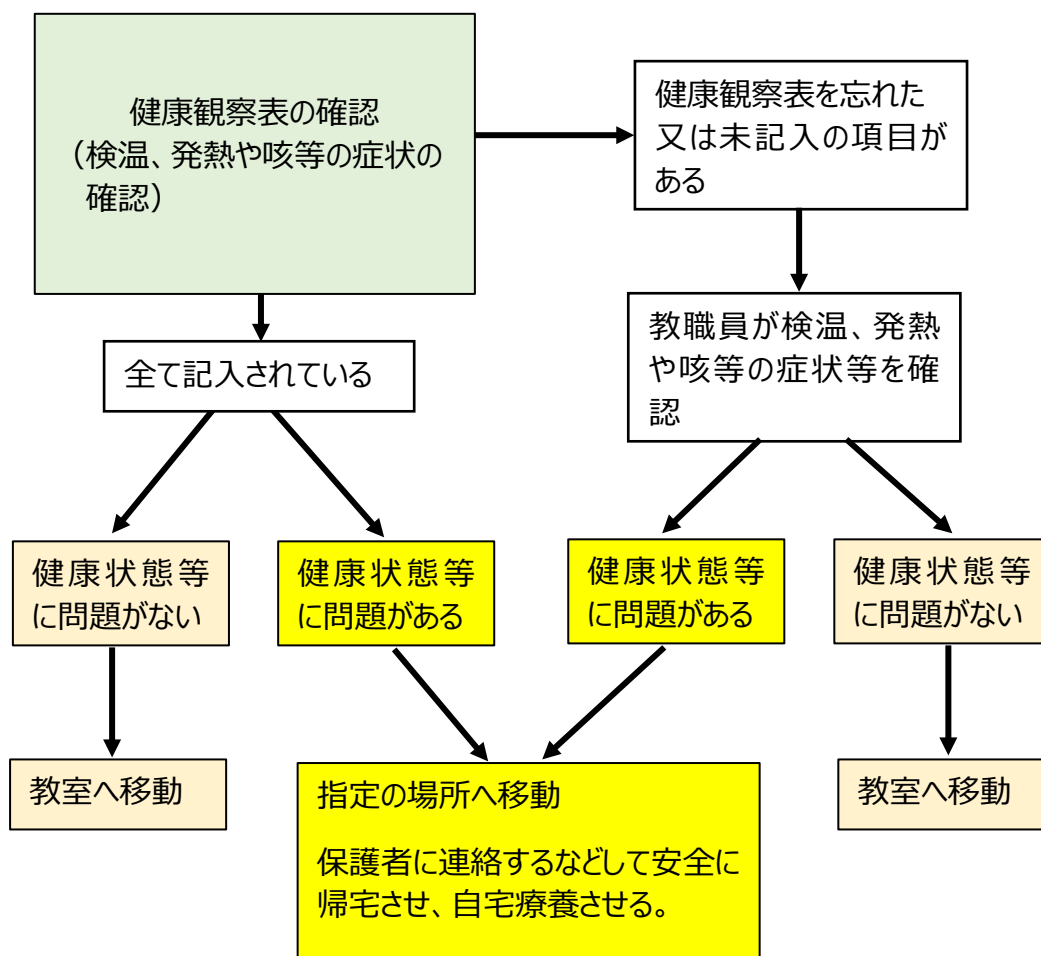 健康観察表の確認
（検温、発熱や咳等の症状の
確認）
健康観察表を忘れた
又は未記入の項目が
ある
全て記入されている
教職員が検温、発熱
や咳等の症状等を確
認
健康状態等
に問題がない
健康状態等
に問題がある
健康状態等
に問題がある
健康状態等
に問題がない
教室へ移動
指定の場所へ移動
保護者に連絡するなどして安全に
帰宅させ、自宅療養させる。
教室へ移動